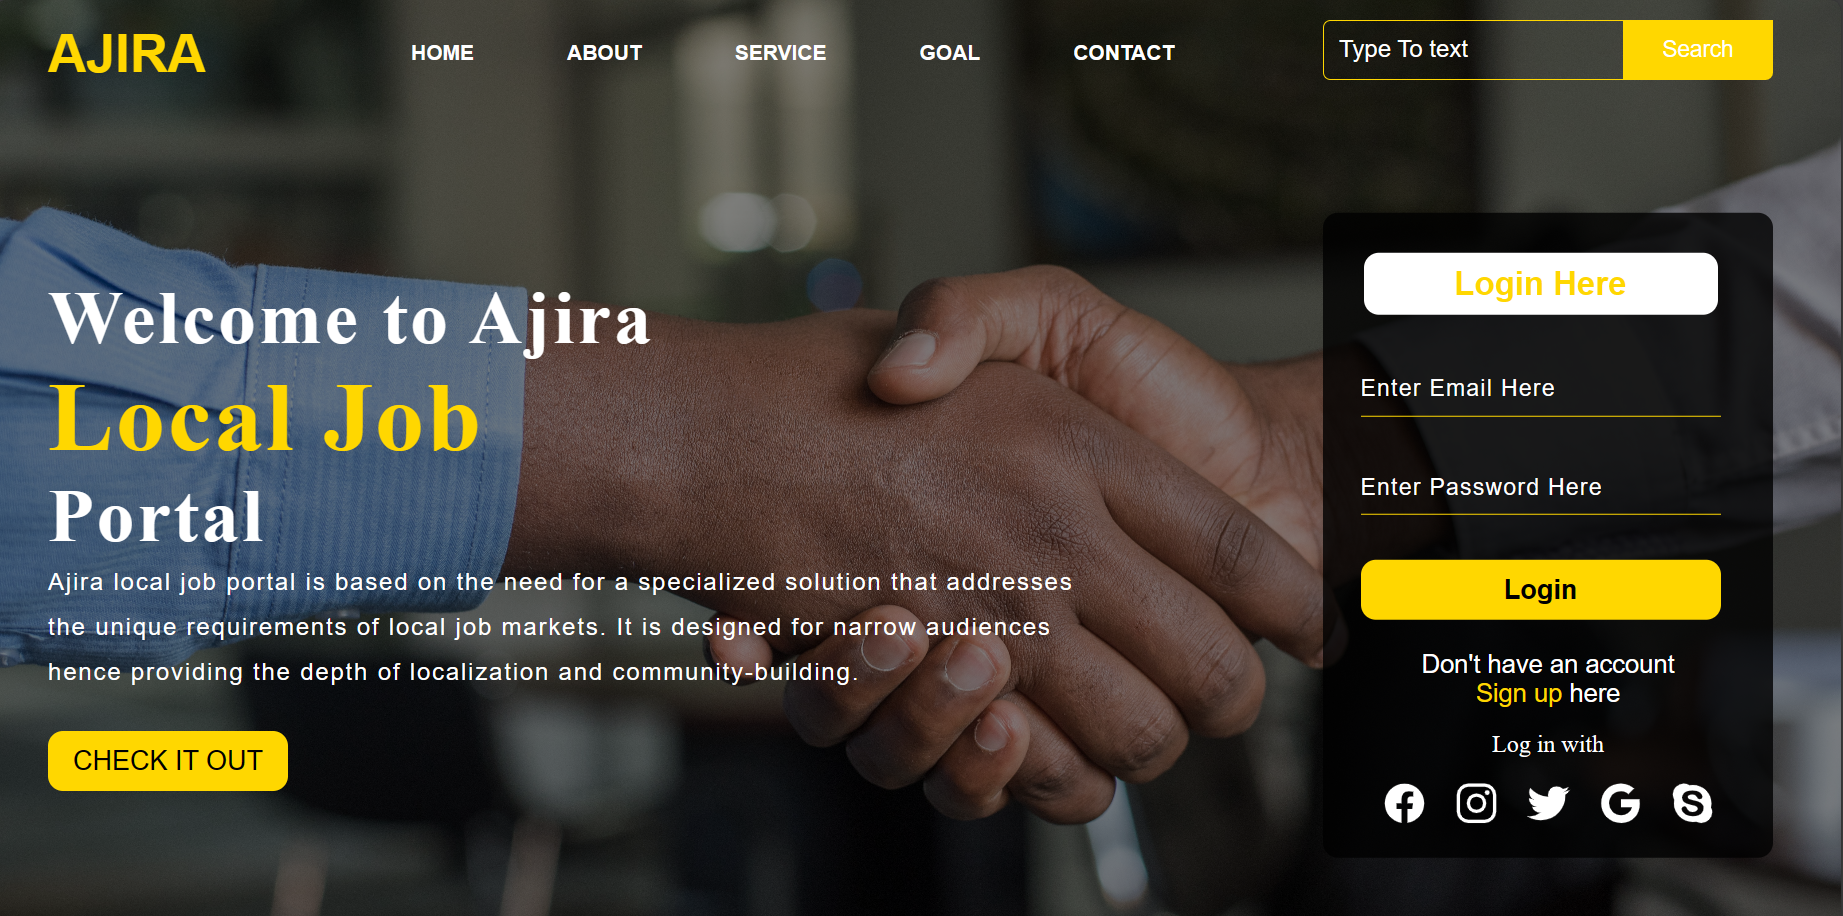 AJIRA
HOME
ABOUT
SERVICE
GOAL
CONTACT
Type To text
Search
Welcome to Ajira
Local Job
Portal
Ajira local job portal is based on the need for a specialized solution that addresses
the unique requirements of local job markets. It is designed for narrow audiences
hence providing the depth of localization and community-building.
CHECK IT OUT
Login Here
Enter Email Here
Enter Password Here
Login
Don't have an account
Sign up here
Log in with